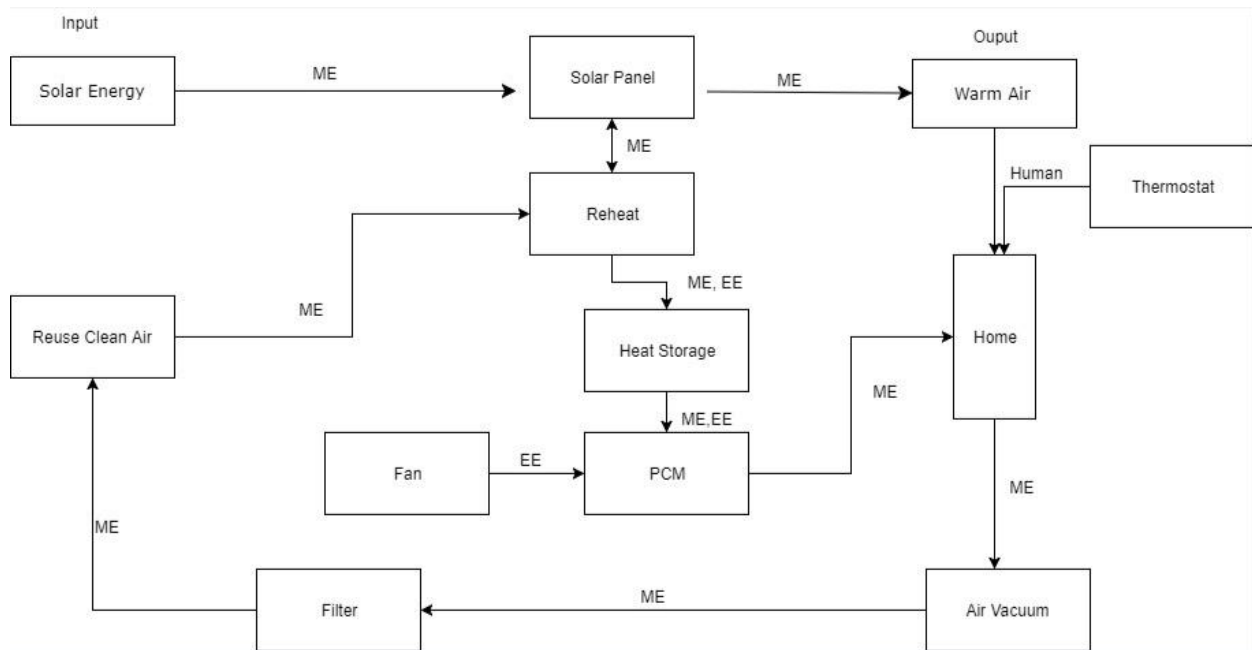 Input
Ouput
Solar Energy
ME
Solar Panel
ME
Warm Air
ME
Human
Thermostat
Reheat
ME, EE
Reuse Clean Air
ME
Heat Storage
Home
ME
ME,EE
Fan
EE
PCM
ME
ME
Filter
ME
Air Vacuum